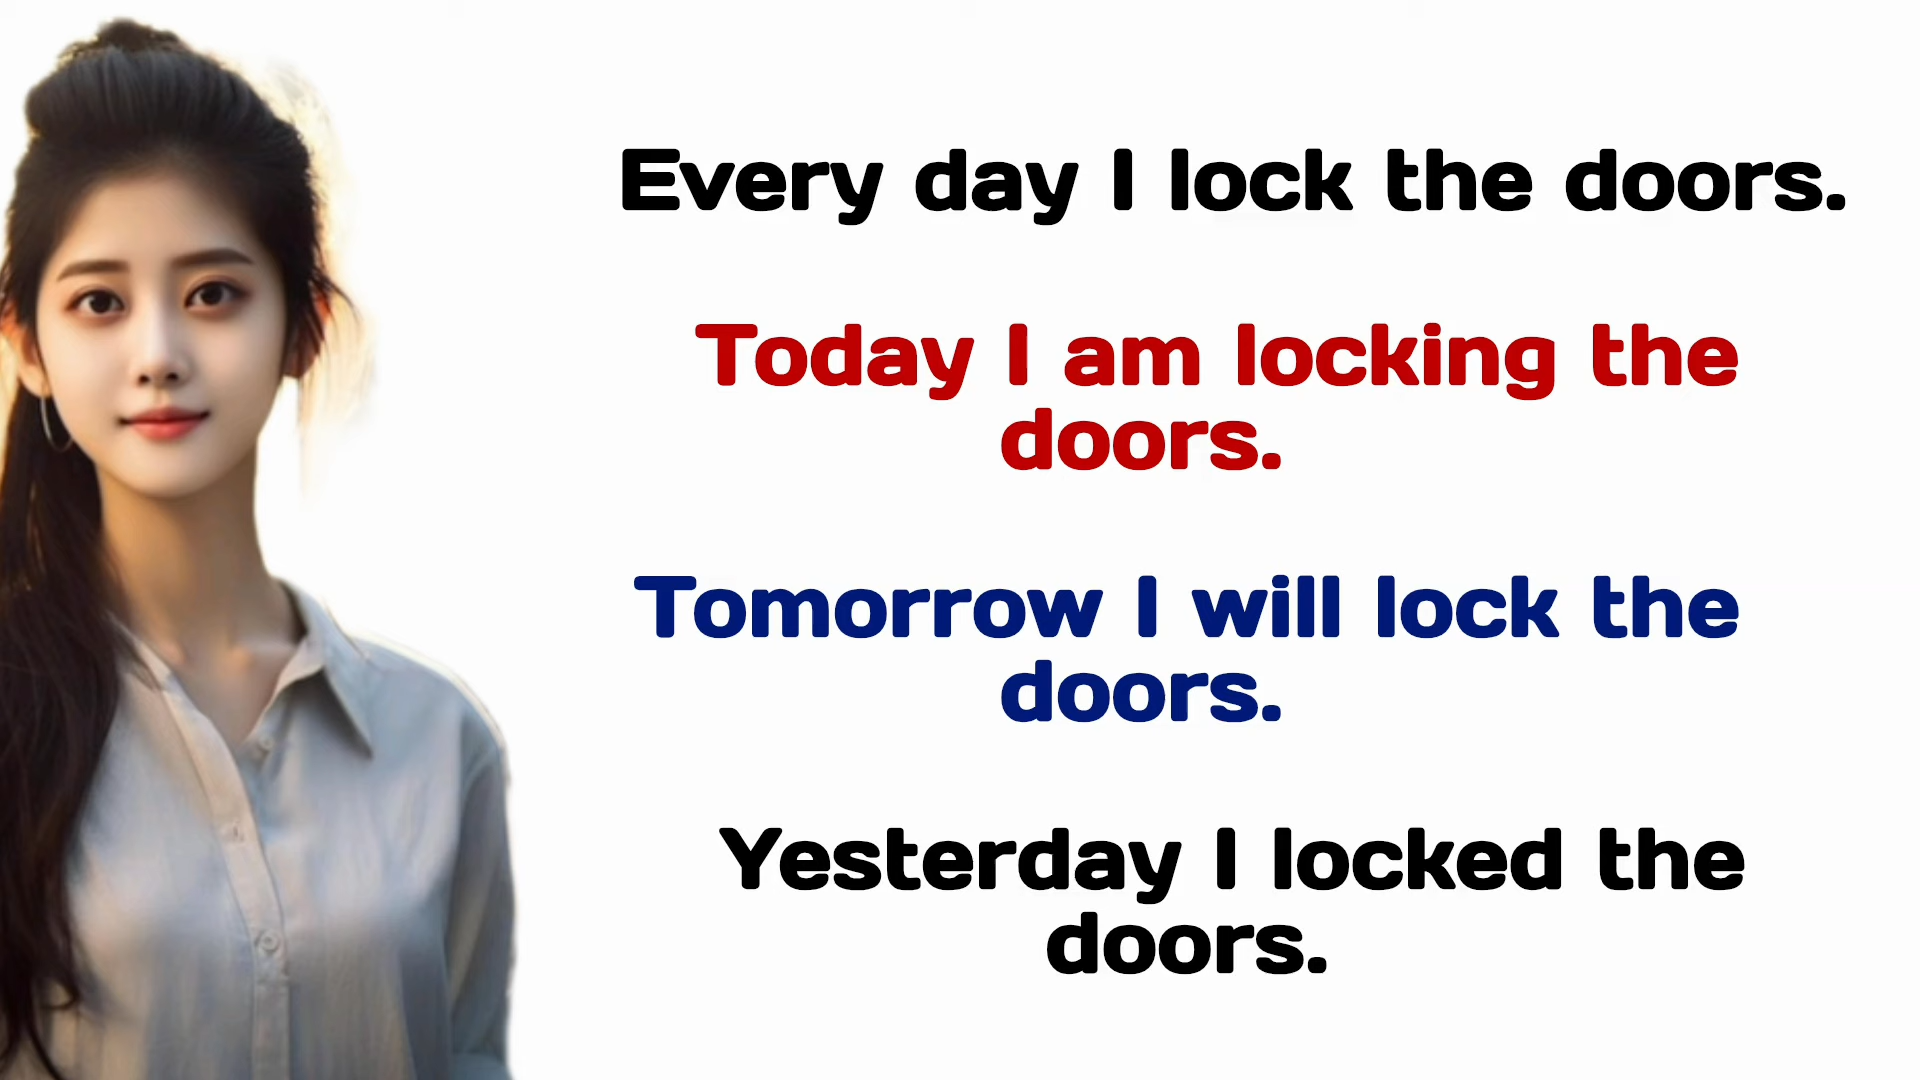 Every day I lock the doors.
Today I am locking the
doors.
Tomorrow I will lock the
doors.
Yesterday I locked the
doors.